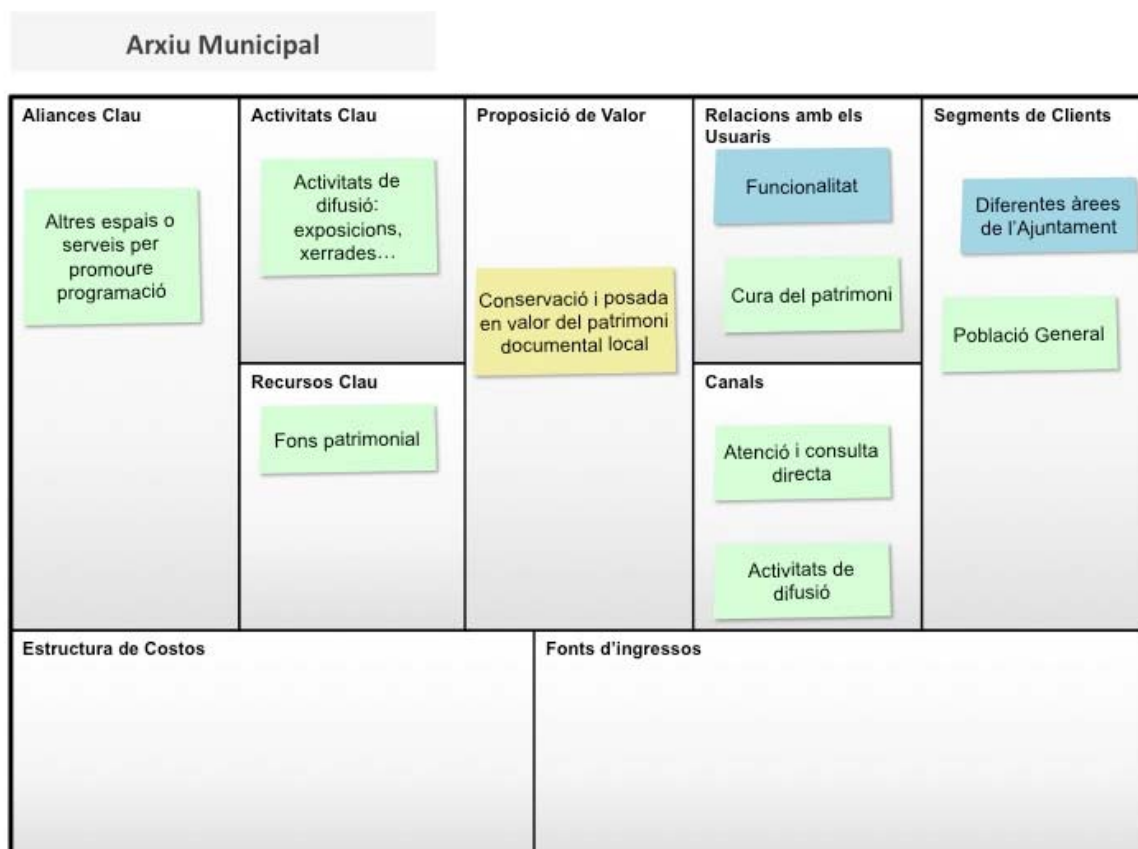 Arxiu Municipal
Aliances Clau
Altres espais o
serveis per
promoure
programació
Activitats Clau
Activitats de
difusió:
exposicions,
xerrades…
Recursos Clau
Fons patrimonial
Proposició de Valor
Conservació i posada
en valor del patrimoni
documental local
Relacions amb els
Usuaris
Funcionalitat
Cura del patrimoni
Canals
Atenció i consulta
directa
Activitats de
difusió
Segments de Clients
Diferentes àrees
de l'Ajuntament
Població General
Estructura de Costos
Fonts d'ingressos